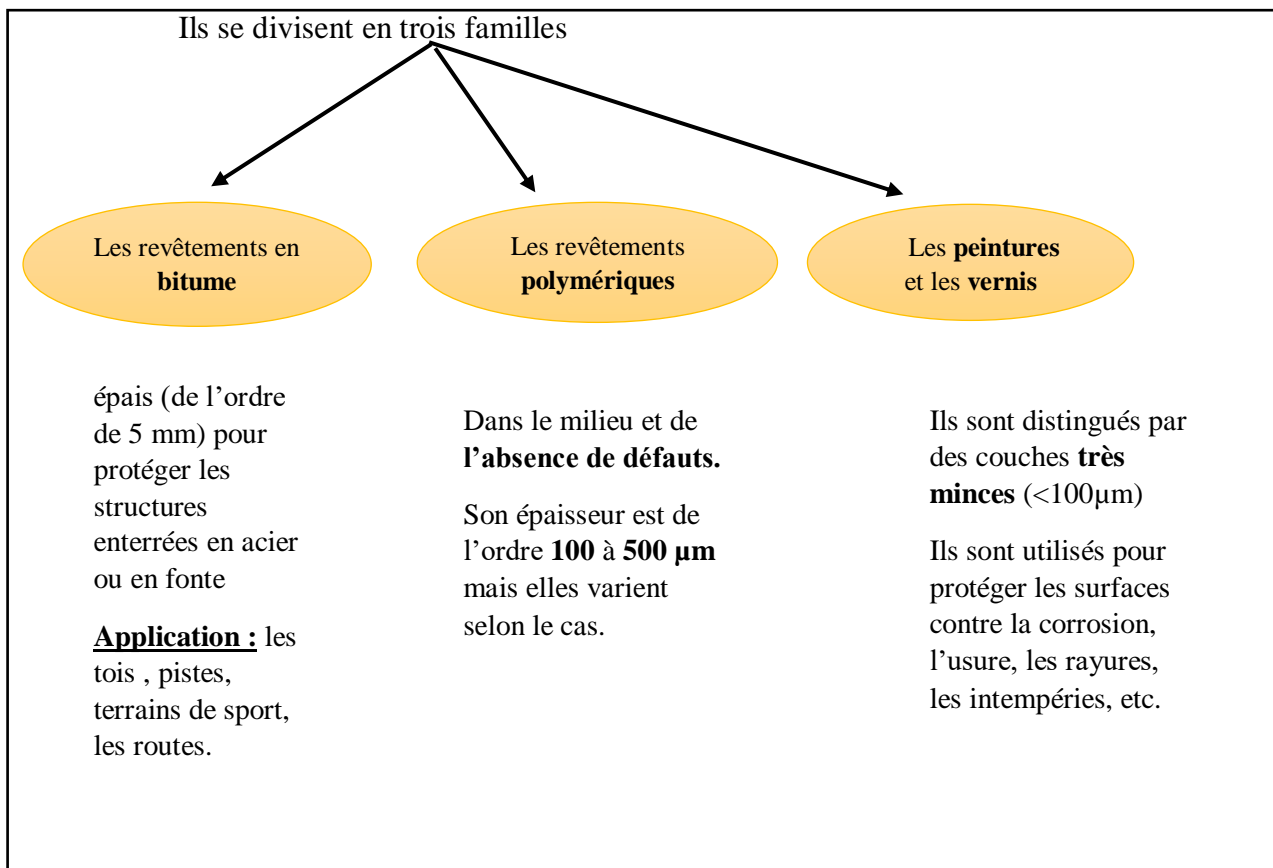 Ils se divisent en trois familles
Les revêtements en
bitume
Les revêtements
polymériques
Les peintures
et les vernis
épais (de l’ordre
de 5 mm) pour
protéger les
structures
enterrées en acier
ou en fonte
Application : les
tois , pistes,
terrains de sport,
les routes.
Dans le milieu et de
l’absence de défauts.
Son épaisseur est de
l’ordre 100 à 500 µm
mais elles varient
selon le cas.
Ils sont distingués par
des couches très
minces (<100µm)
Ils sont utilisés pour
protéger les surfaces
contre la corrosion,
l’usure, les rayures,
les intempéries, etc.